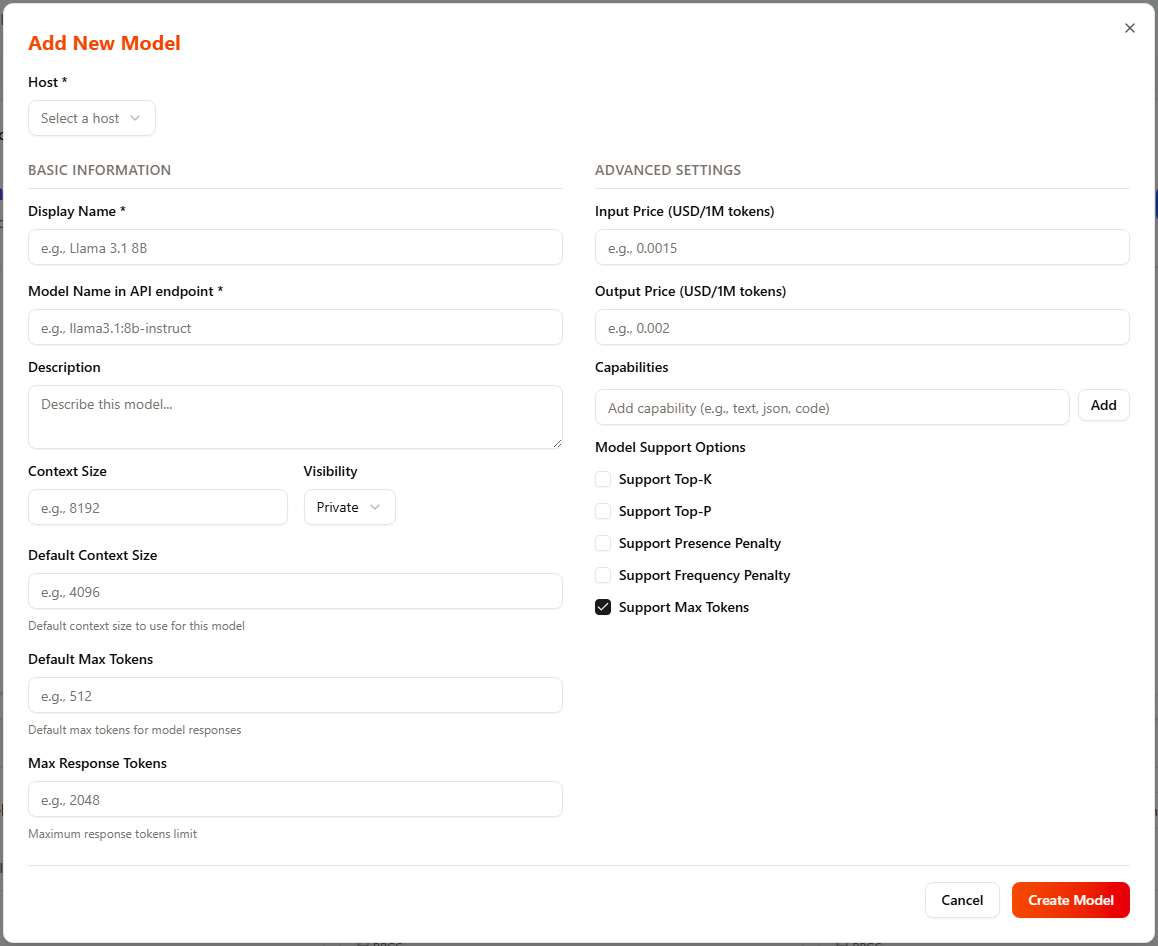 Add New Model
Host *
Select a host
BASIC INFORMATION
Display Name *
e.g., Llama 3.1 8B
Model Name in API endpoint *
e.g., llama3.1:8b-instruct
Description
Describe this model...
Context Size
Visibility
e.g., 8192
Private
Default Context Size
e.g., 4096
Default context size to use for this model
Default Max Tokens
e.g., 512
Default max tokens for model responses
Max Response Tokens
e.g., 2048
Maximum response tokens limit
ADVANCED SETTINGS
Input Price (USD/1M tokens)
e.g., 0.0015
Output Price (USD/1M tokens)
e.g., 0.002
Capabilities
Add capability (e.g., text, json, code)
Add
Model Support Options
Support Top-K
Support Top-P
Support Presence Penalty
Support Frequency Penalty
Support Max Tokens
Cancel
Create Model